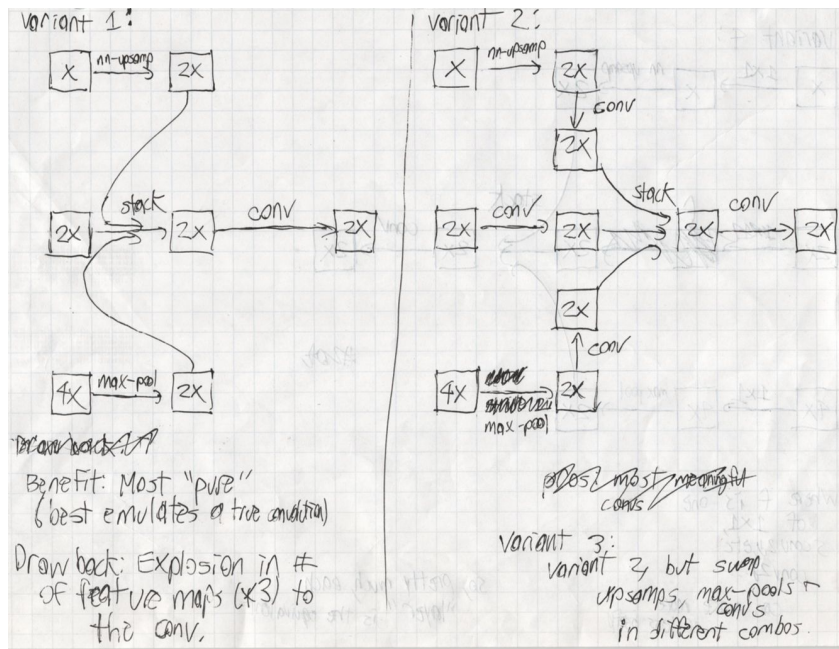 Variant 1:
X nn-upsamp 2X
2X stack 2X conv 2X
4X max-pool 2X
Benefit: Most "pure"
(best emulates a true convolution)
Drawback: Explosion in #
of feature maps (x3) to
the conv.
Variant 2:
X nn-upsamp 2X
conv
2X
stack
2X conv 2X 2X conv 2X
2X
conv
4X 2X
max-pool
Variant 3:
Variant 2, but swap
upsamps, max-pools +
convs
in different combos.